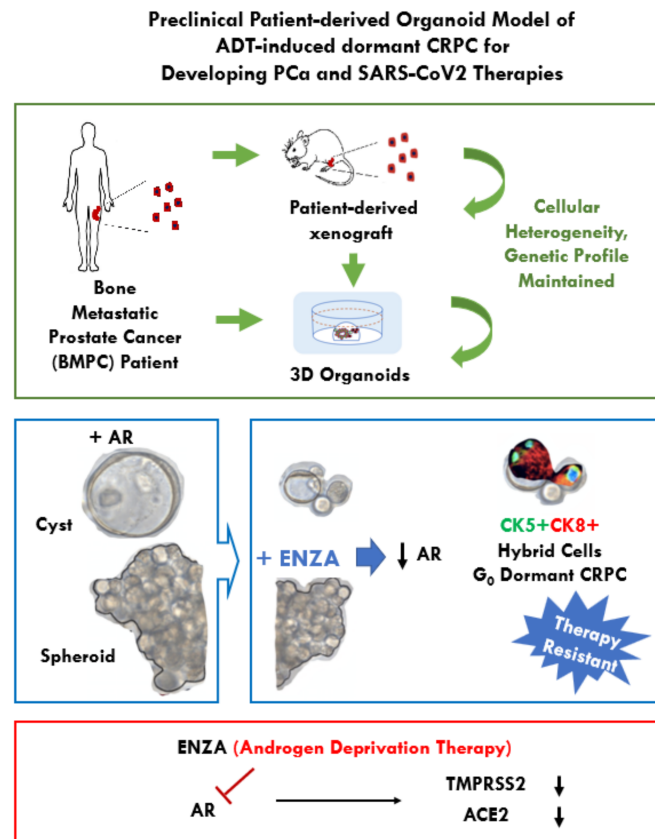 Preclinical Patient-derived Organoid Model of
ADT-induced dormant CRPC for
Developing PCa and SARS-CoV2 Therapies
Patient-derived
xenograft
Cellular
Heterogeneity,
Genetic Profile
Maintained
Bone
Metastatic
Prostate Cancer
(BMPC) Patient
3D Organoids
+ AR
Cyst
Spheroid
+ ENZA
↓ AR
CK5+CK8+
Hybrid Cells
G₀ Dormant CRPC
Therapy
Resistant
ENZA (Androgen Deprivation Therapy)
AR
TMPRSS2 ↓
ACE2 ↓